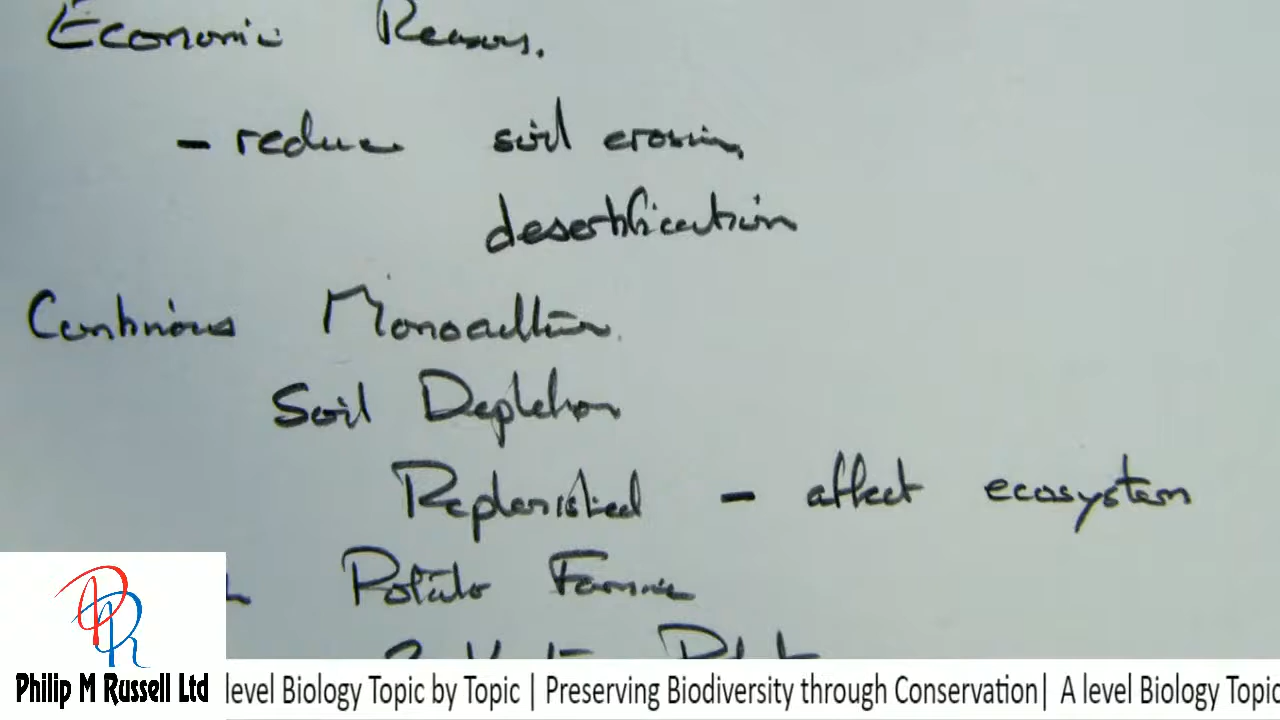 Economic Reasons.
- reduce soil erosion,
desertification
Continuous Monoculture.
Soil Depletion
Replenished - affect ecosystem
Potato Famine
Philip M Russell Ltd
level Biology Topic by Topic | Preserving Biodiversity through Conservation| A level Biology Topic